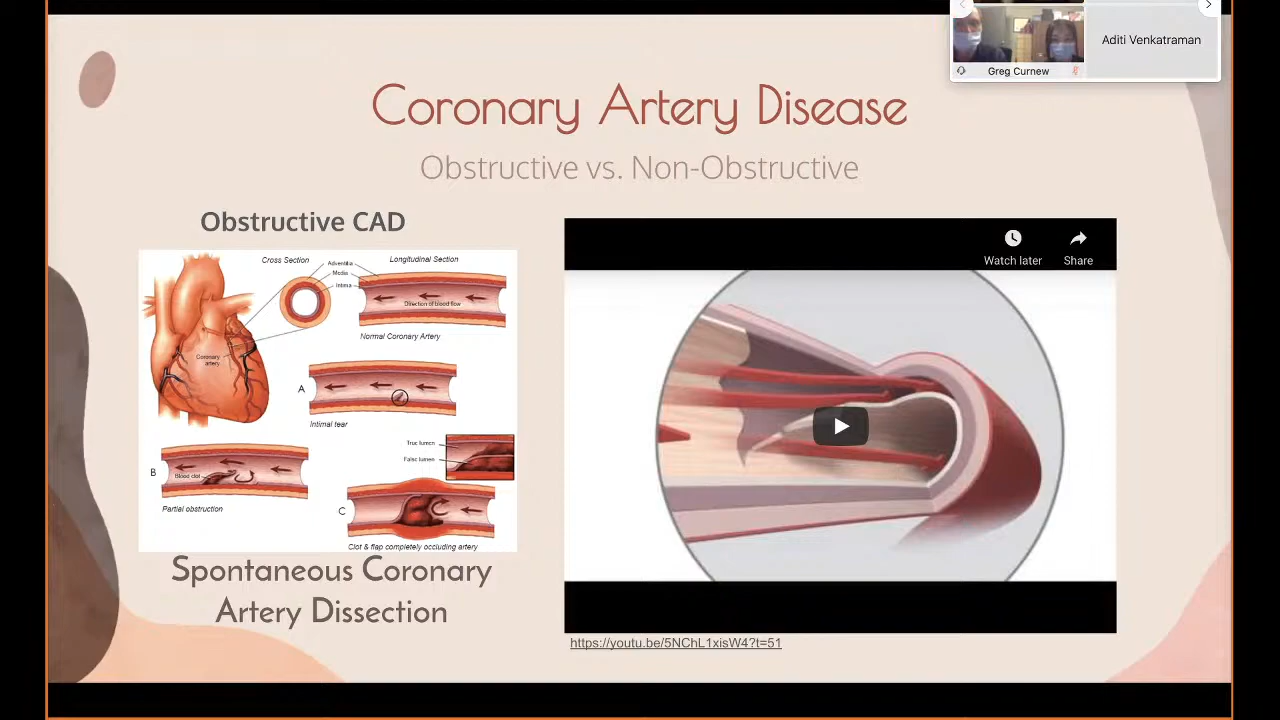 Aditi Venkatraman
Greg Curnew
Coronary Artery Disease
Obstructive vs. Non-Obstructive
Obstructive CAD
Cross Section
Longitudinal Section
Adventitia
Media
Intima
Direction of blood flow
Normal Coronary Artery
Coronary
artery
A
Intimal tear
B
Blood clot
Partial obstruction
True lumen
False lumen
C
Clot & flap completely occluding artery
Spontaneous Coronary
Artery Dissection
Watch later
Share
https://youtu.be/5NChL1xisW4?t=51